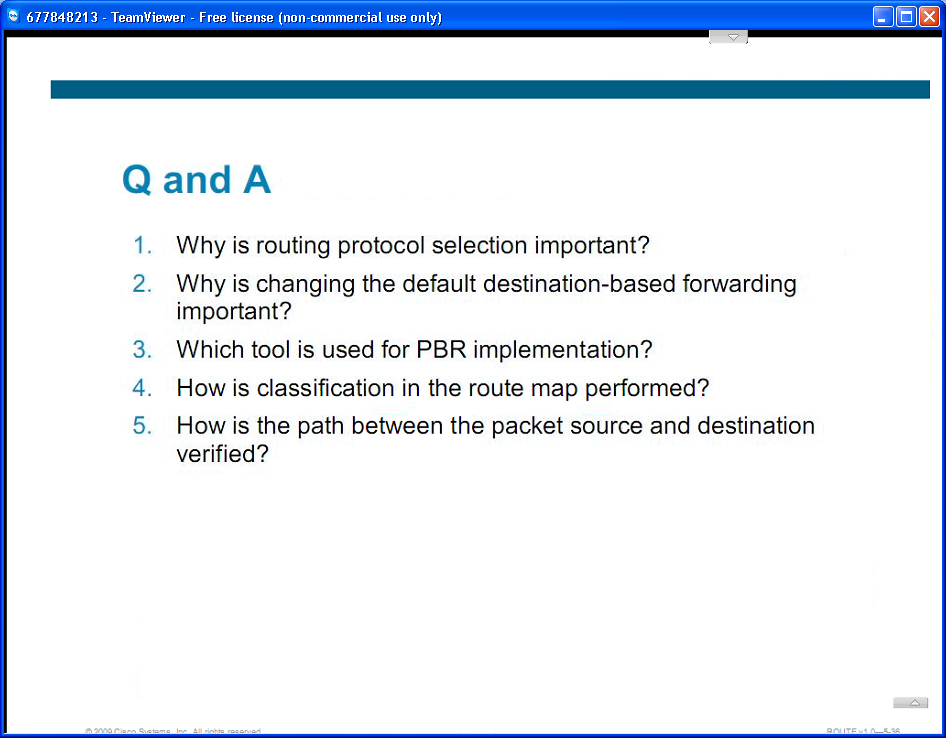 677848213 - TeamViewer - Free license (non-commercial use only)
Q and A
1. Why is routing protocol selection important?
2. Why is changing the default destination-based forwarding
important?
3. Which tool is used for PBR implementation?
4. How is classification in the route map performed?
5. How is the path between the packet source and destination
verified?
© 2009 Cisco Systems, Inc. All rights reserved.
ROUTE v1.0—5-36